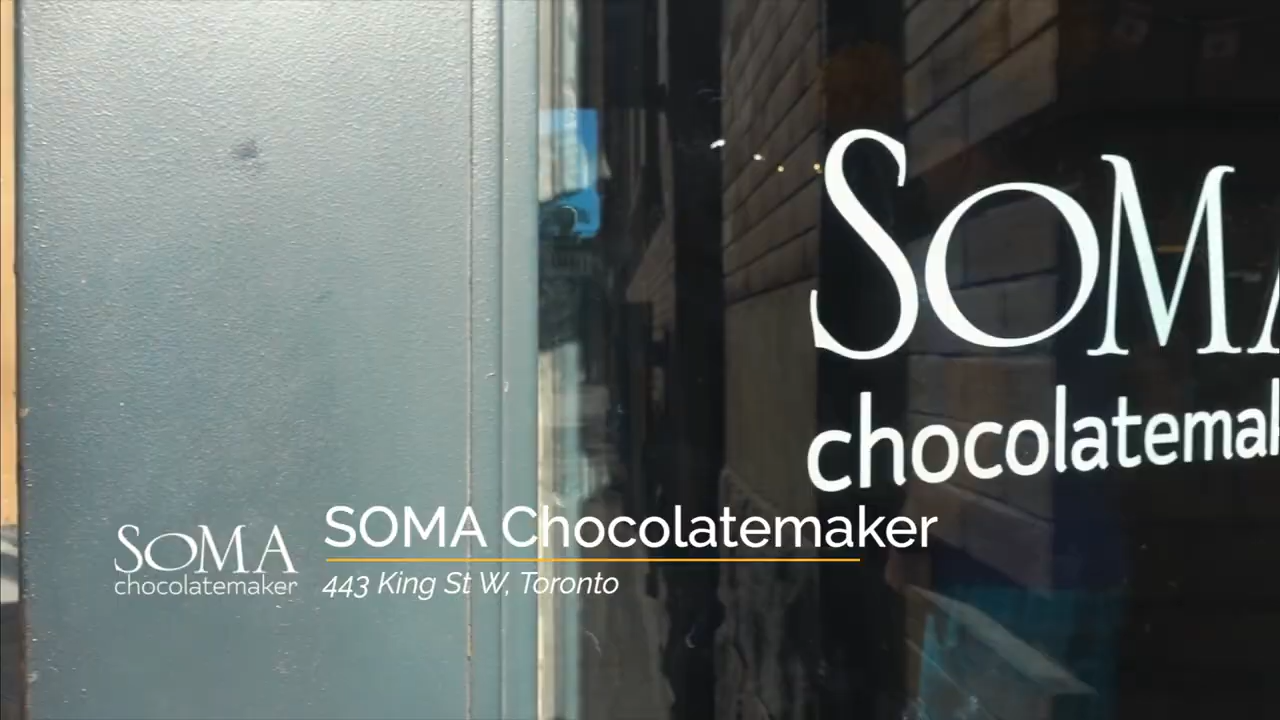 SOMA
chocolatemak
SOMA Chocolatemaker
SOMA
chocolatemaker
443 King St W, Toronto